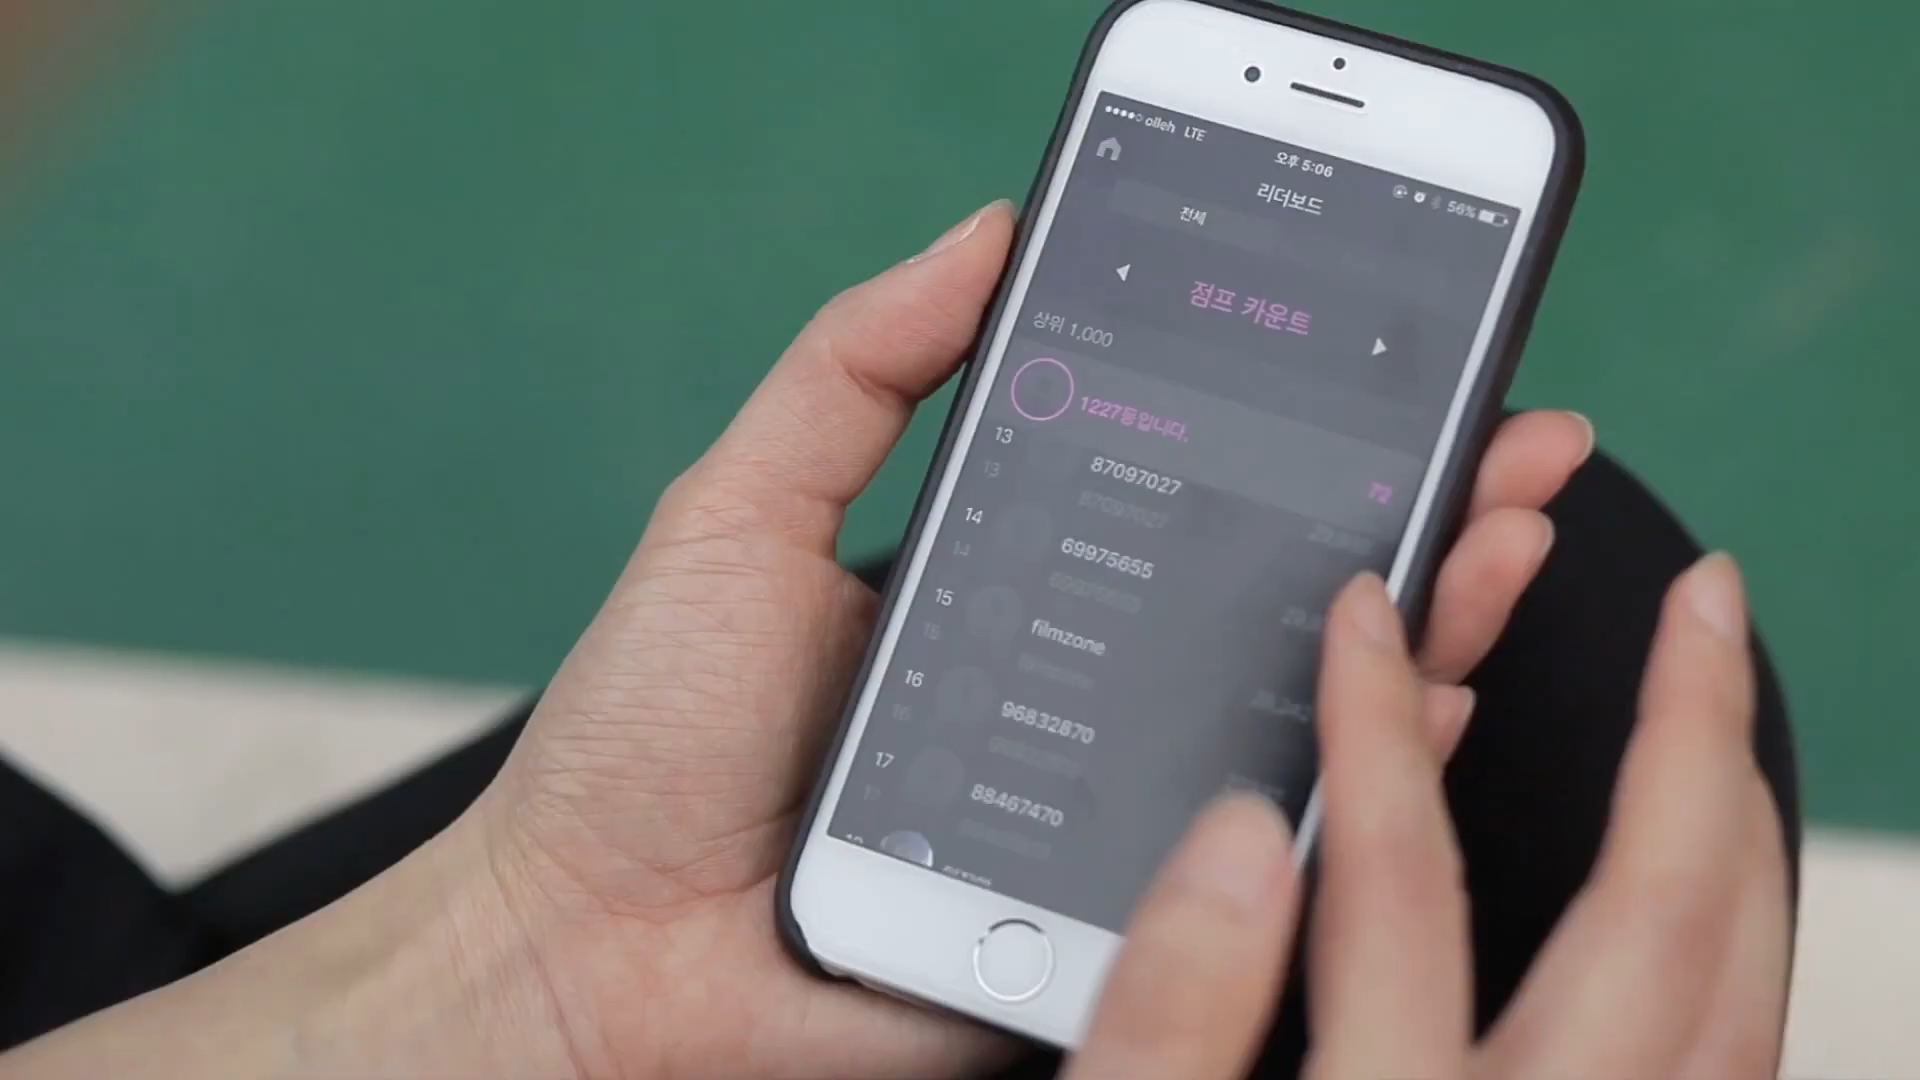 olleh LTE
오후 5:06
56%
리더보드
전체
점프 카운트
상위 1,000
1227등입니다.
72
13
87097027
14
69975655
15
filmzone
16
96832870
17
88467470